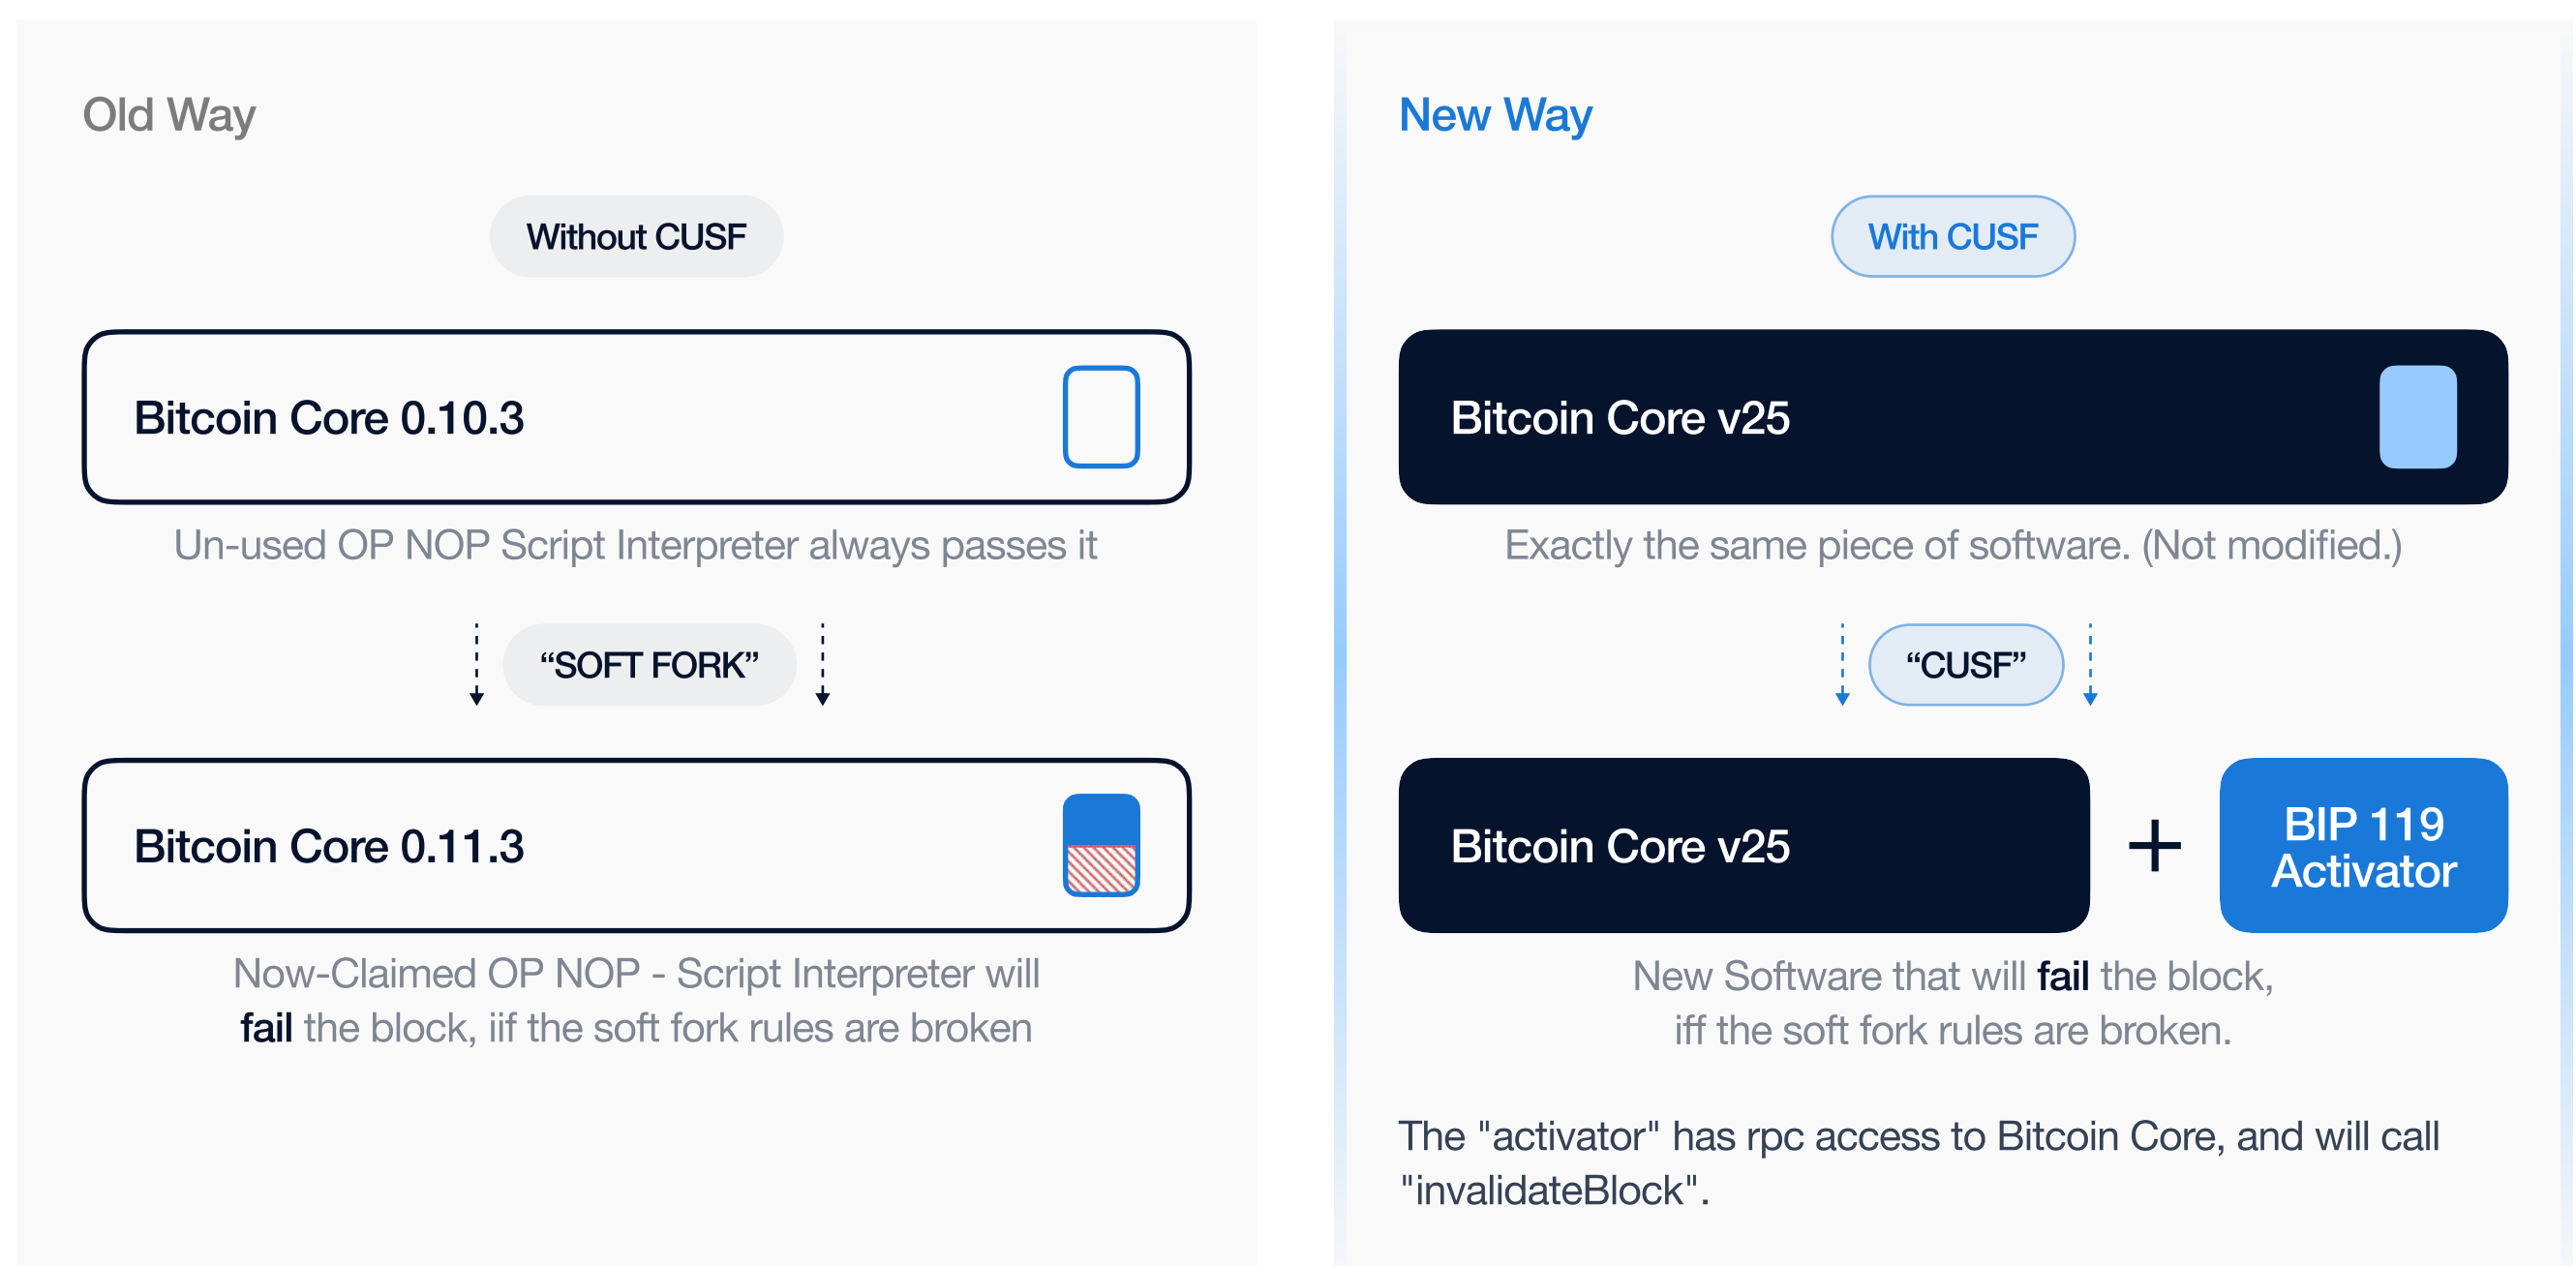 Old Way
Without CUSF
Bitcoin Core 0.10.3
Un-used OP NOP Script Interpreter always passes it
“SOFT FORK”
Bitcoin Core 0.11.3
Now-Claimed OP NOP - Script Interpreter will
fail the block, iif the soft fork rules are broken
New Way
With CUSF
Bitcoin Core v25
Exactly the same piece of software. (Not modified.)
“CUSF”
Bitcoin Core v25
+
BIP 119
Activator
New Software that will fail the block,
iff the soft fork rules are broken.
The "activator" has rpc access to Bitcoin Core, and will call
"invalidateBlock".